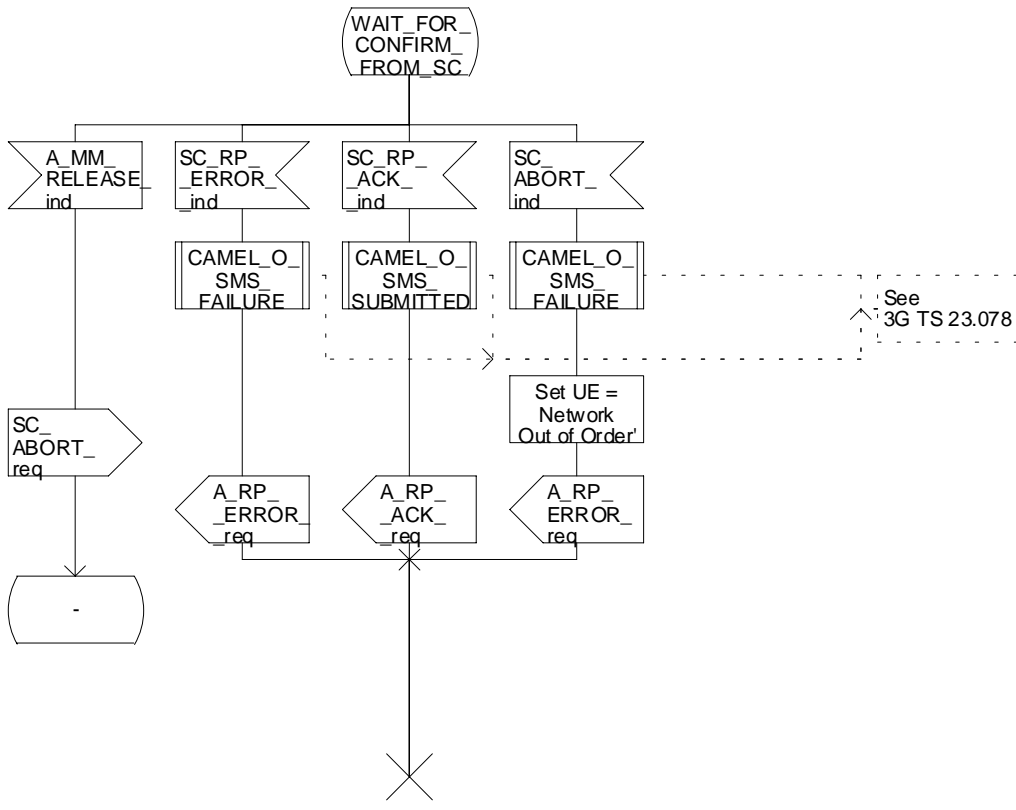 WAIT_FOR_
CONFIRM_
FROM_SC
A_MM_
RELEASE_
ind
SC_RP_
_ERROR_
_ind
SC_RP_
_ACK_
_ind
SC_
ABORT_
ind
CAMEL_O_
SMS_
FAILURE
CAMEL_O_
SMS_
SUBMITTED
CAMEL_O_
SMS_
FAILURE
See
3G TS 23.078
Set UE =
Network
Out of Order'
SC_
ABORT_
req
A_RP_
_ERROR_
_req
A_RP_
_ACK_
_req
A_RP_
ERROR_
req
-